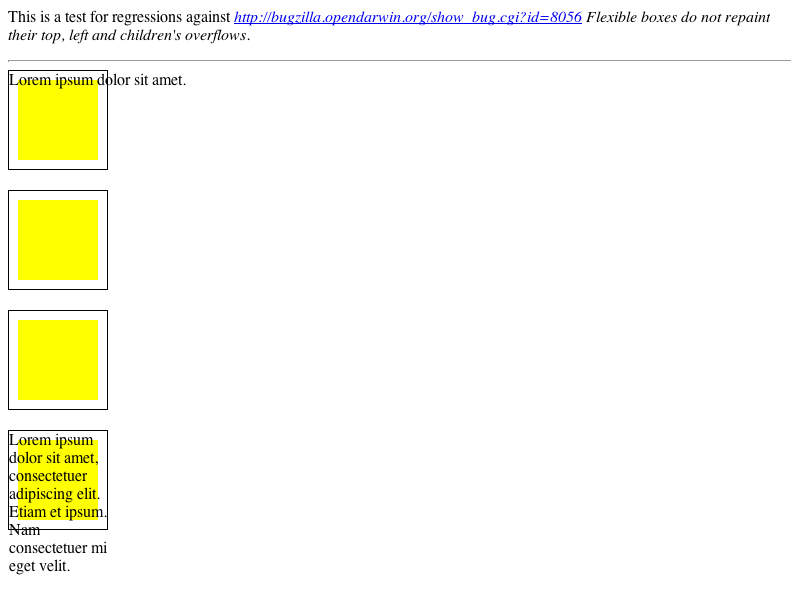 This is a test for regressions against http://bugzilla.opendarwin.org/show_bug.cgi?id=8056 Flexible boxes do not repaint
their top, left and children's overflows.
Lorem ipsum dolor sit amet.
Lorem ipsum
dolor sit amet,
consectetuer
adipiscing elit.
Etiam et ipsum.
Nam
consectetuer mi
eget velit.